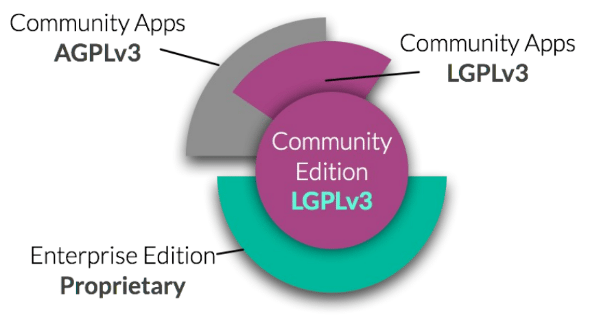 Community Apps
AGPLv3
Community Apps
LGPLv3
Community
Edition
LGPLv3
Enterprise Edition
Proprietary